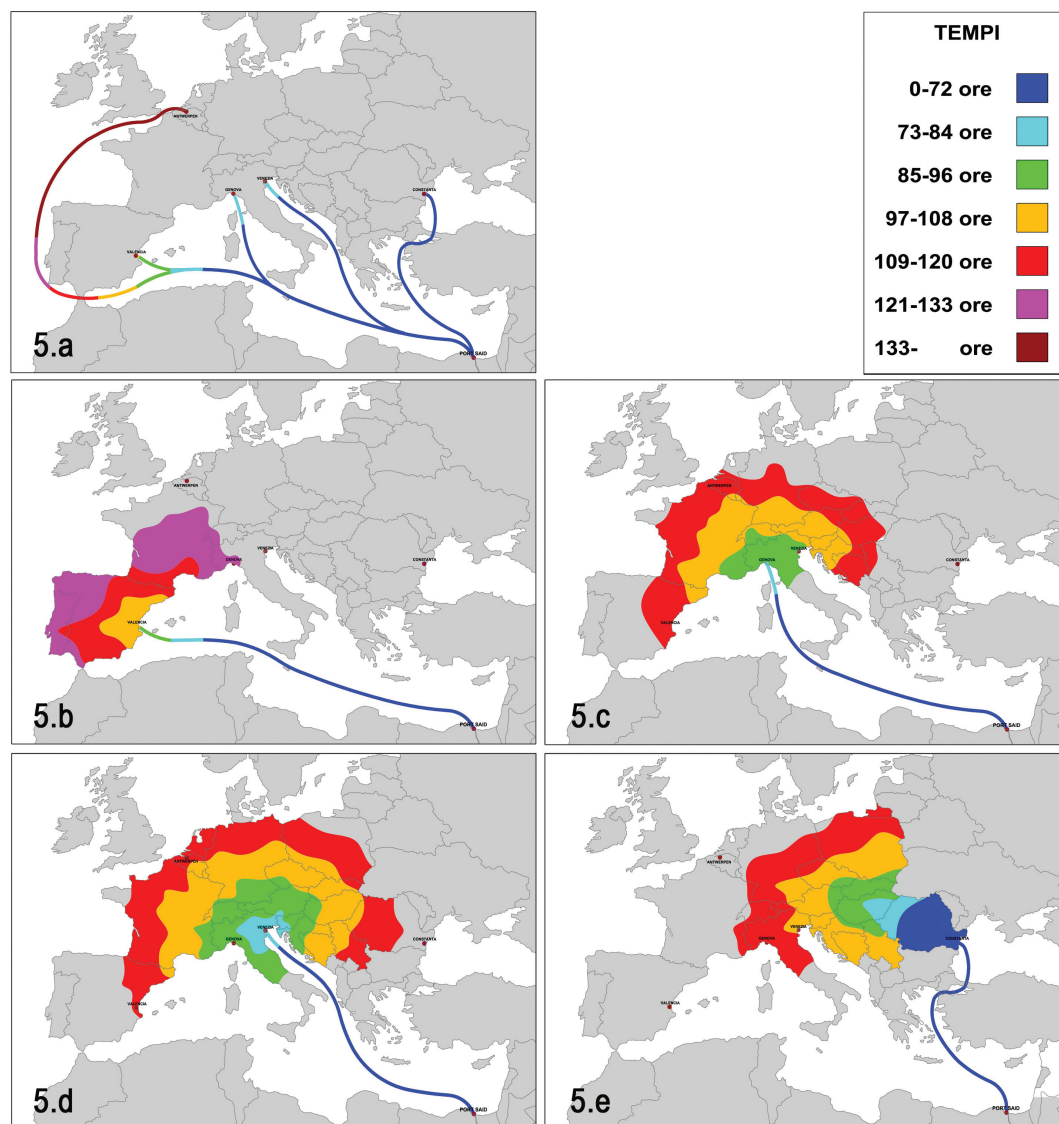 TEMPI
0-72 ore
73-84 ore
85-96 ore
97-108 ore
109-120 ore
121-133 ore
133- ore
ANTWERPEN
GENOVA
VENEZIA
CONSTANTA
VALENCIA
PORT SAID
5.a
ANTWERPEN
GENOVA
VENEZIA
CONSTANTA
VALENCIA
PORT SAID
5.b
ANTWERPEN
GENOVA
VENEZIA
CONSTANTA
VALENCIA
PORT SAID
5.c
ANTWERPEN
VENEZIA
GENOVA
CONSTANTA
VALENCIA
PORT SAID
5.d
ANTWERPEN
VENEZIA
GENOVA
CONSTANTA
VALENCIA
PORT SAID
5.e